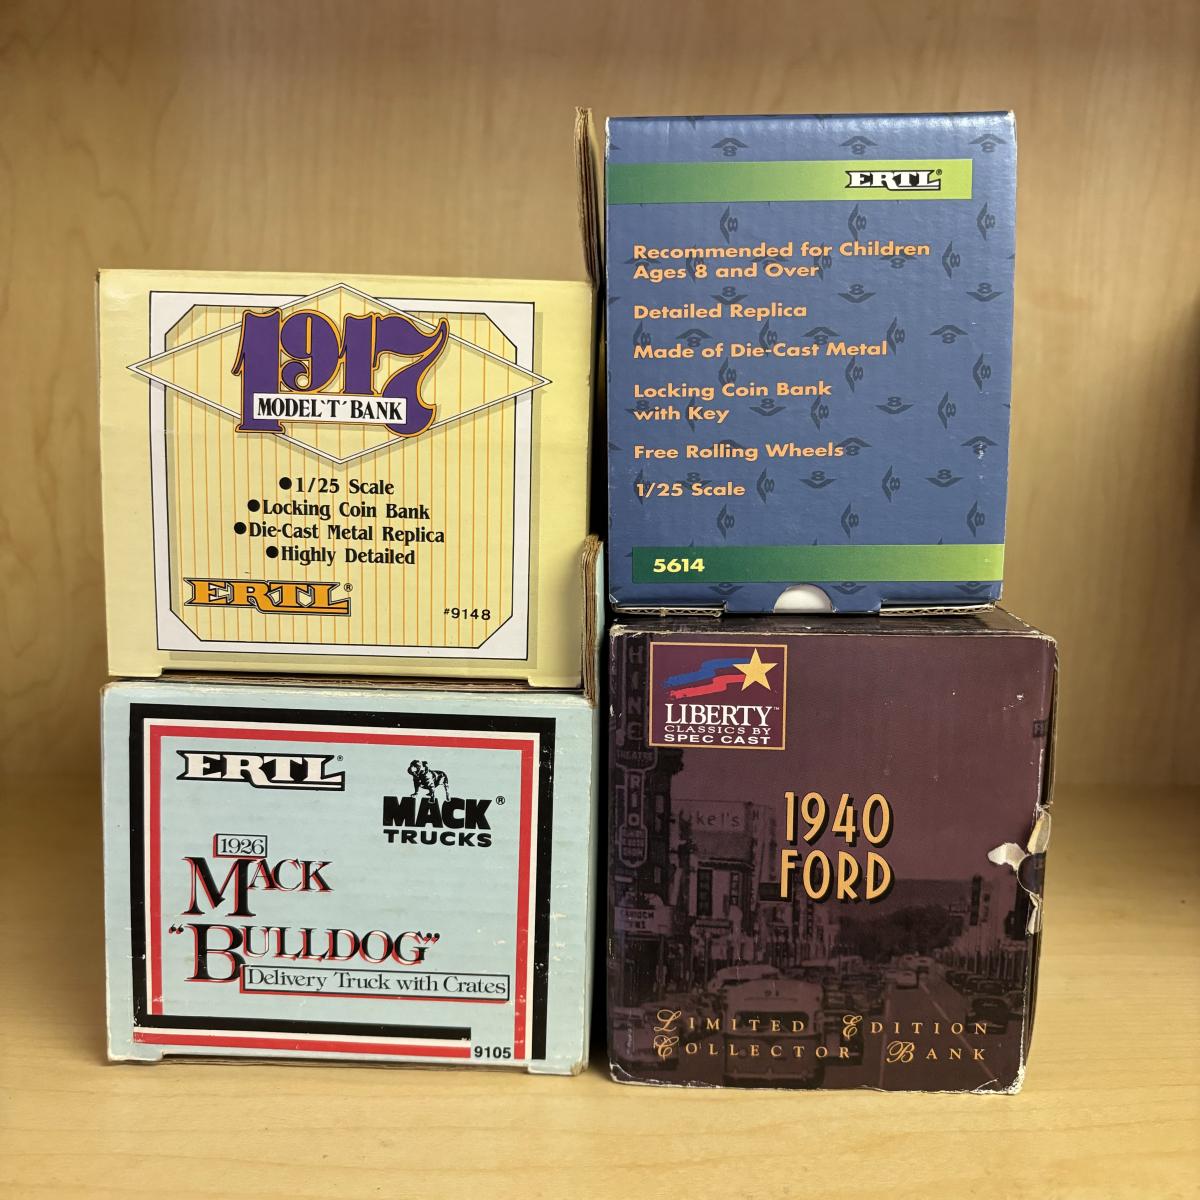 1917
MODEL`T´BANK
●1/25 Scale
●Locking Coin Bank
●Die-Cast Metal Replica
●Highly Detailed
ERTL®
#9148
ERTL®
Recommended for Children
Ages 8 and Over
Detailed Replica
Made of Die-Cast Metal
Locking Coin Bank
with Key
Free Rolling Wheels
1/25 Scale
5614
ERTL®
MACK®
TRUCKS
1926
MACK
"BULLDOG"
Delivery Truck with Crates
9105
LIBERTY™
CLASSICS BY
SPEC CAST
1940
FORD
LIMITED EDITION
COLLECTOR BANK